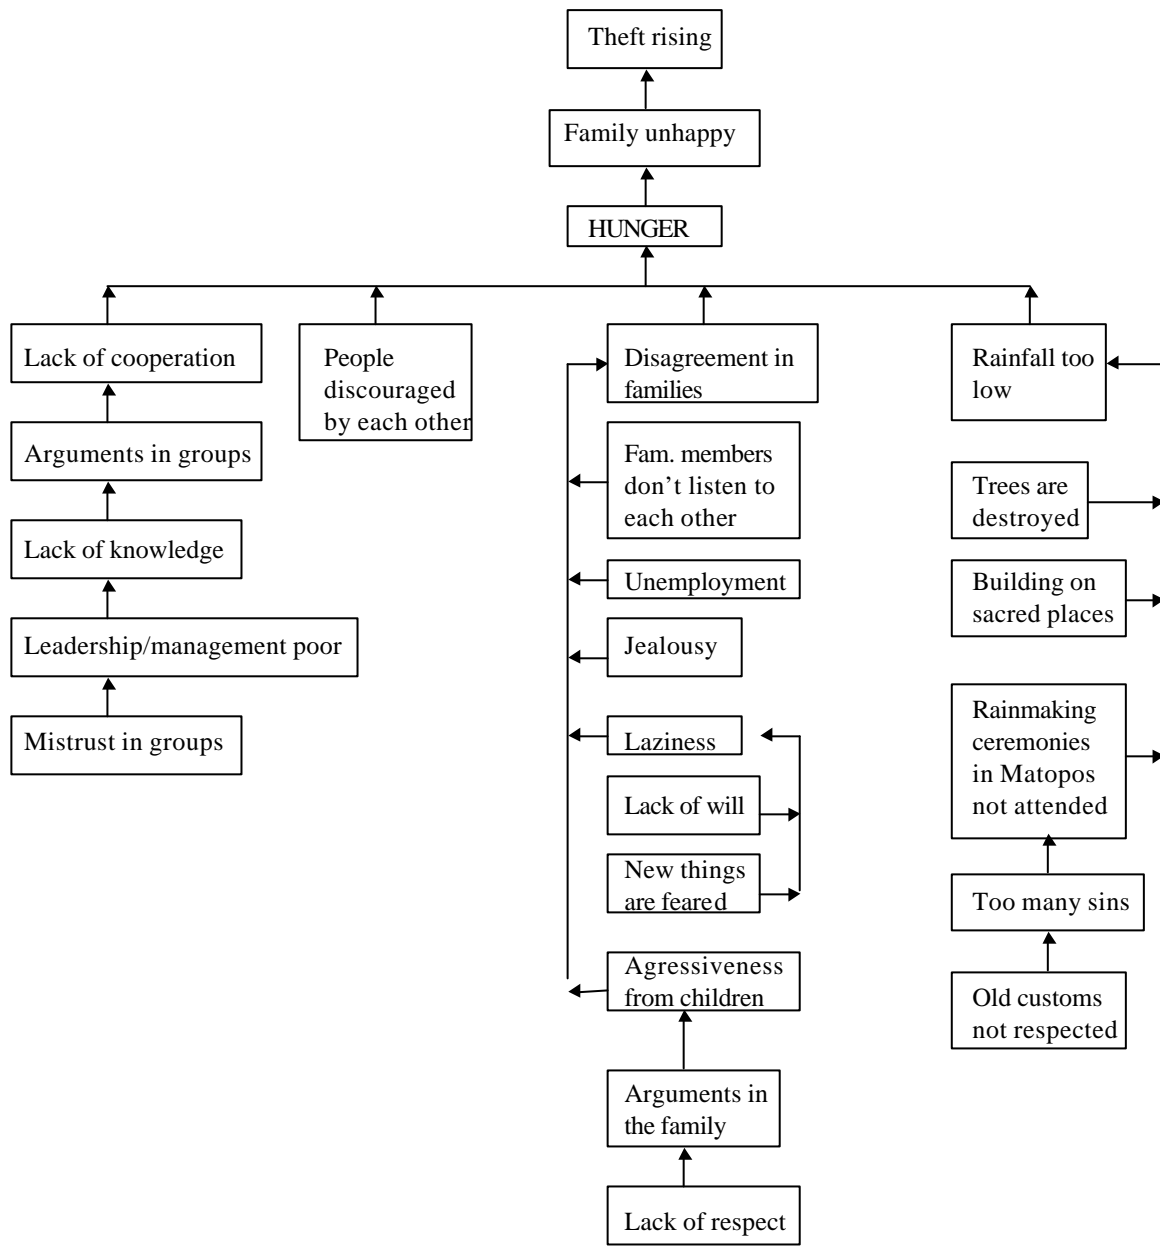 Theft rising
Family unhappy
HUNGER
Lack of cooperation
Arguments in groups
Lack of knowledge
Leadership/management poor
Mistrust in groups
People
discouraged
by each other
Disagreement in
families
Fam. members
don't listen to
each other
Unemployment
Jealousy
Laziness
Lack of will
New things
are feared
Agressiveness
from children
Arguments in
the family
Lack of respect
Rainfall too
low
Trees are
destroyed
Building on
sacred places
Rainmaking
ceremonies
in Matopos
not attended
Too many sins
Old customs
not respected